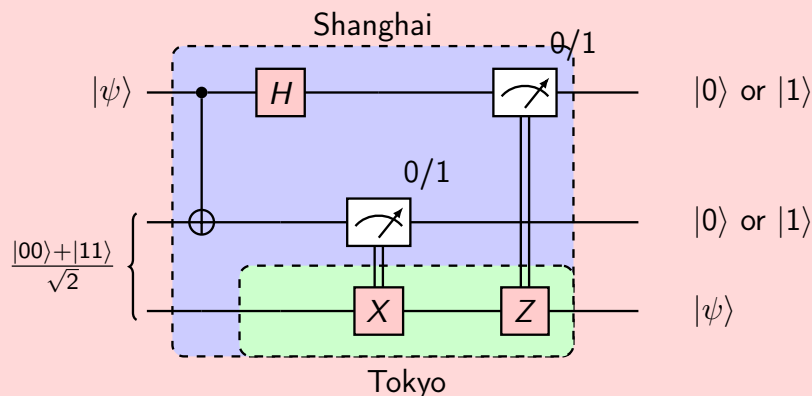 Shanghai
0/1
|ψ⟩ H |0⟩ or |1⟩
0/1
|0⟩ or |1⟩
|00⟩+|11⟩
√2
X Z |ψ⟩
Tokyo